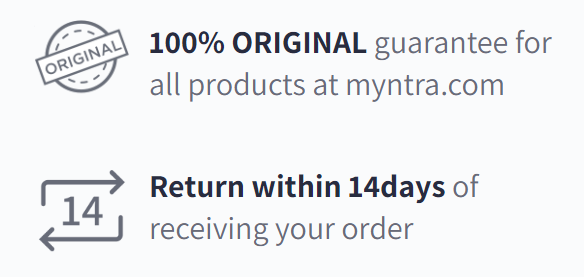 ORIGINAL
100% ORIGINAL guarantee for
all products at myntra.com
14
Return within 14days of
receiving your order